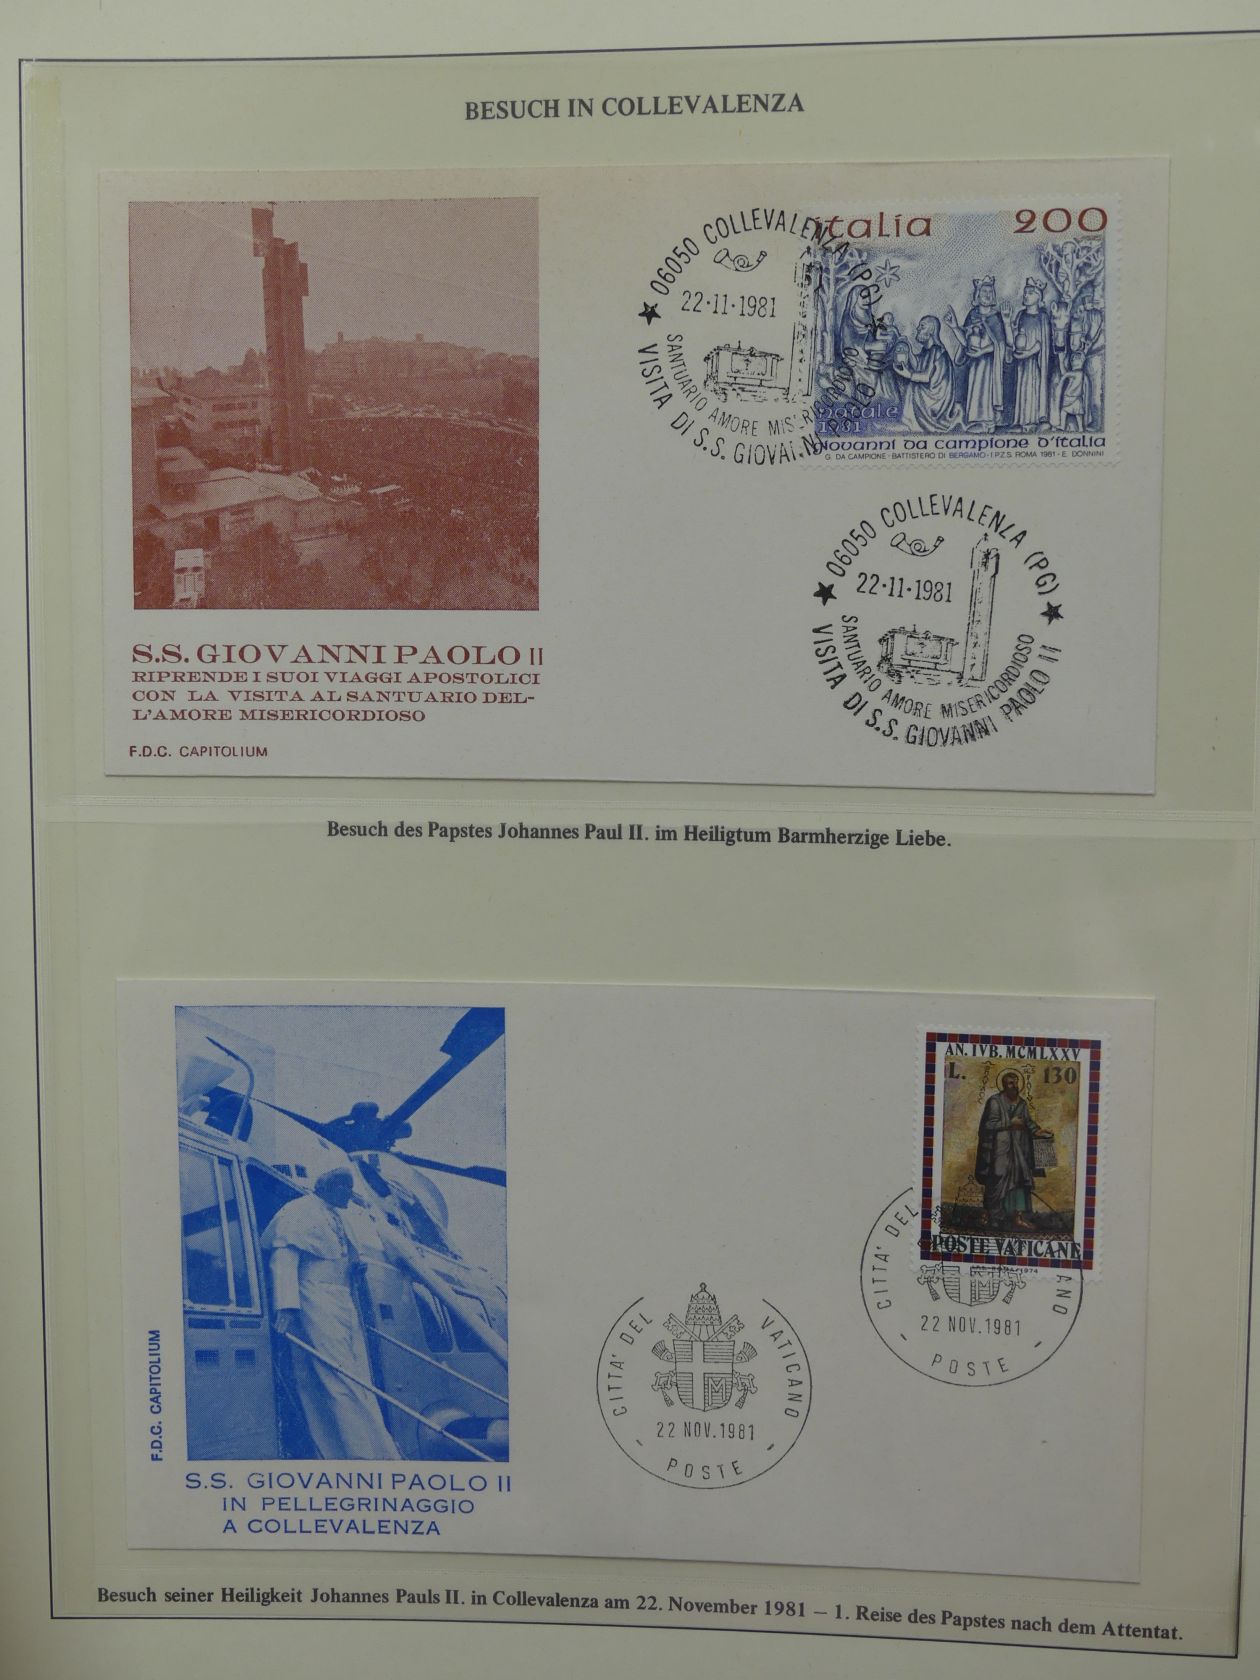 BESUCH IN COLLEVALENZA
italia 200
natale
1981
giovanni da campione d'italia
G. DA CAMPIONE - BATTISTERO DI BERGAMO - I.P.Z.S. ROMA 1981 - E. DONNINI
★ 06050 COLLEVALENZA (PG) ★
22-11-1981
SANTUARIO AMORE MISERICORDIOSO
VISITA DI S.S. GIOVANNI PAOLO II
★ 06050 COLLEVALENZA (PG) ★
22-11-1981
SANTUARIO AMORE MISERICORDIOSO
VISITA DI S.S. GIOVANNI PAOLO II
S.S. GIOVANNI PAOLO II
RIPRENDE I SUOI VIAGGI APOSTOLICI
CON LA VISITA AL SANTUARIO DEL-
L'AMORE MISERICORDIOSO
F.D.C. CAPITOLIUM
Besuch des Papstes Johannes Paul II. im Heiligtum Barmherzige Liebe.
AN. IVB. MCMLXXV
L. 130
POSTE VATICANE
CITTA' DEL VATICANO
22 NOV. 1981
- POSTE -
CITTA' DEL VATICANO
22 NOV. 1981
- POSTE -
F.D.C. CAPITOLIUM
S.S. GIOVANNI PAOLO II
IN PELLEGRINAGGIO
A COLLEVALENZA
Besuch seiner Heiligkeit Johannes Pauls II. in Collevalenza am 22. November 1981 – 1. Reise des Papstes nach dem Attentat.